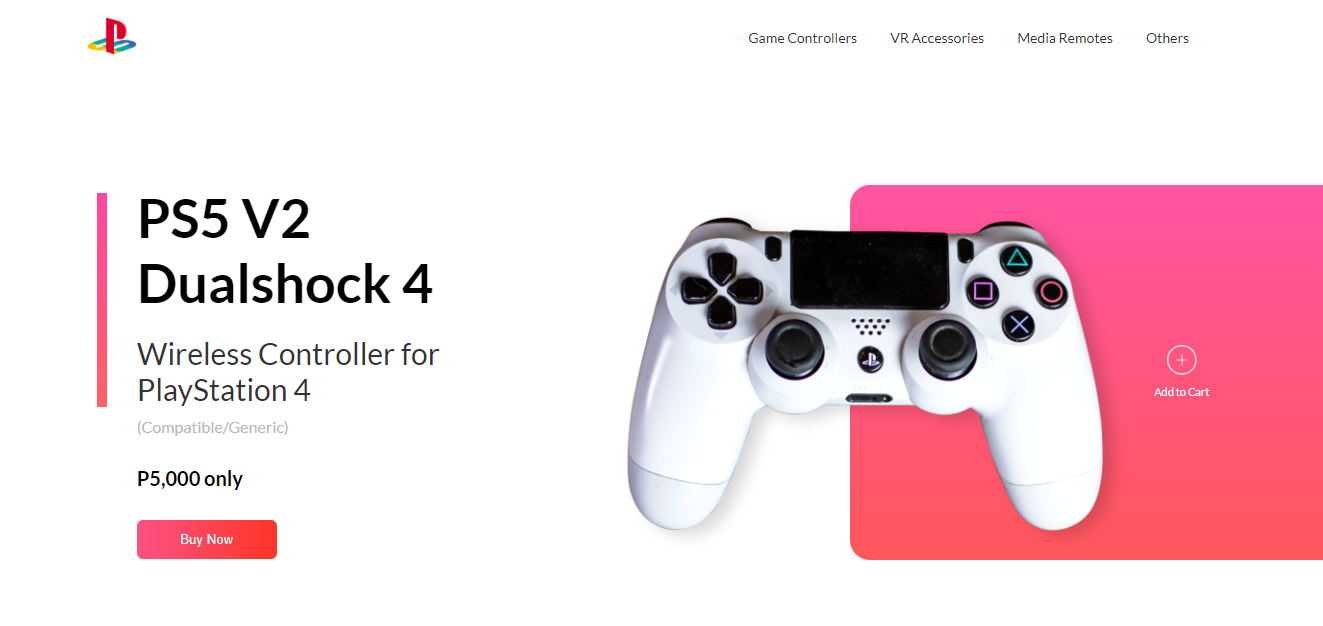 Game Controllers VR Accessories Media Remotes Others
PS5 V2
Dualshock 4
Wireless Controller for
PlayStation 4
(Compatible/Generic)
P5,000 only
Buy Now
Add to Cart